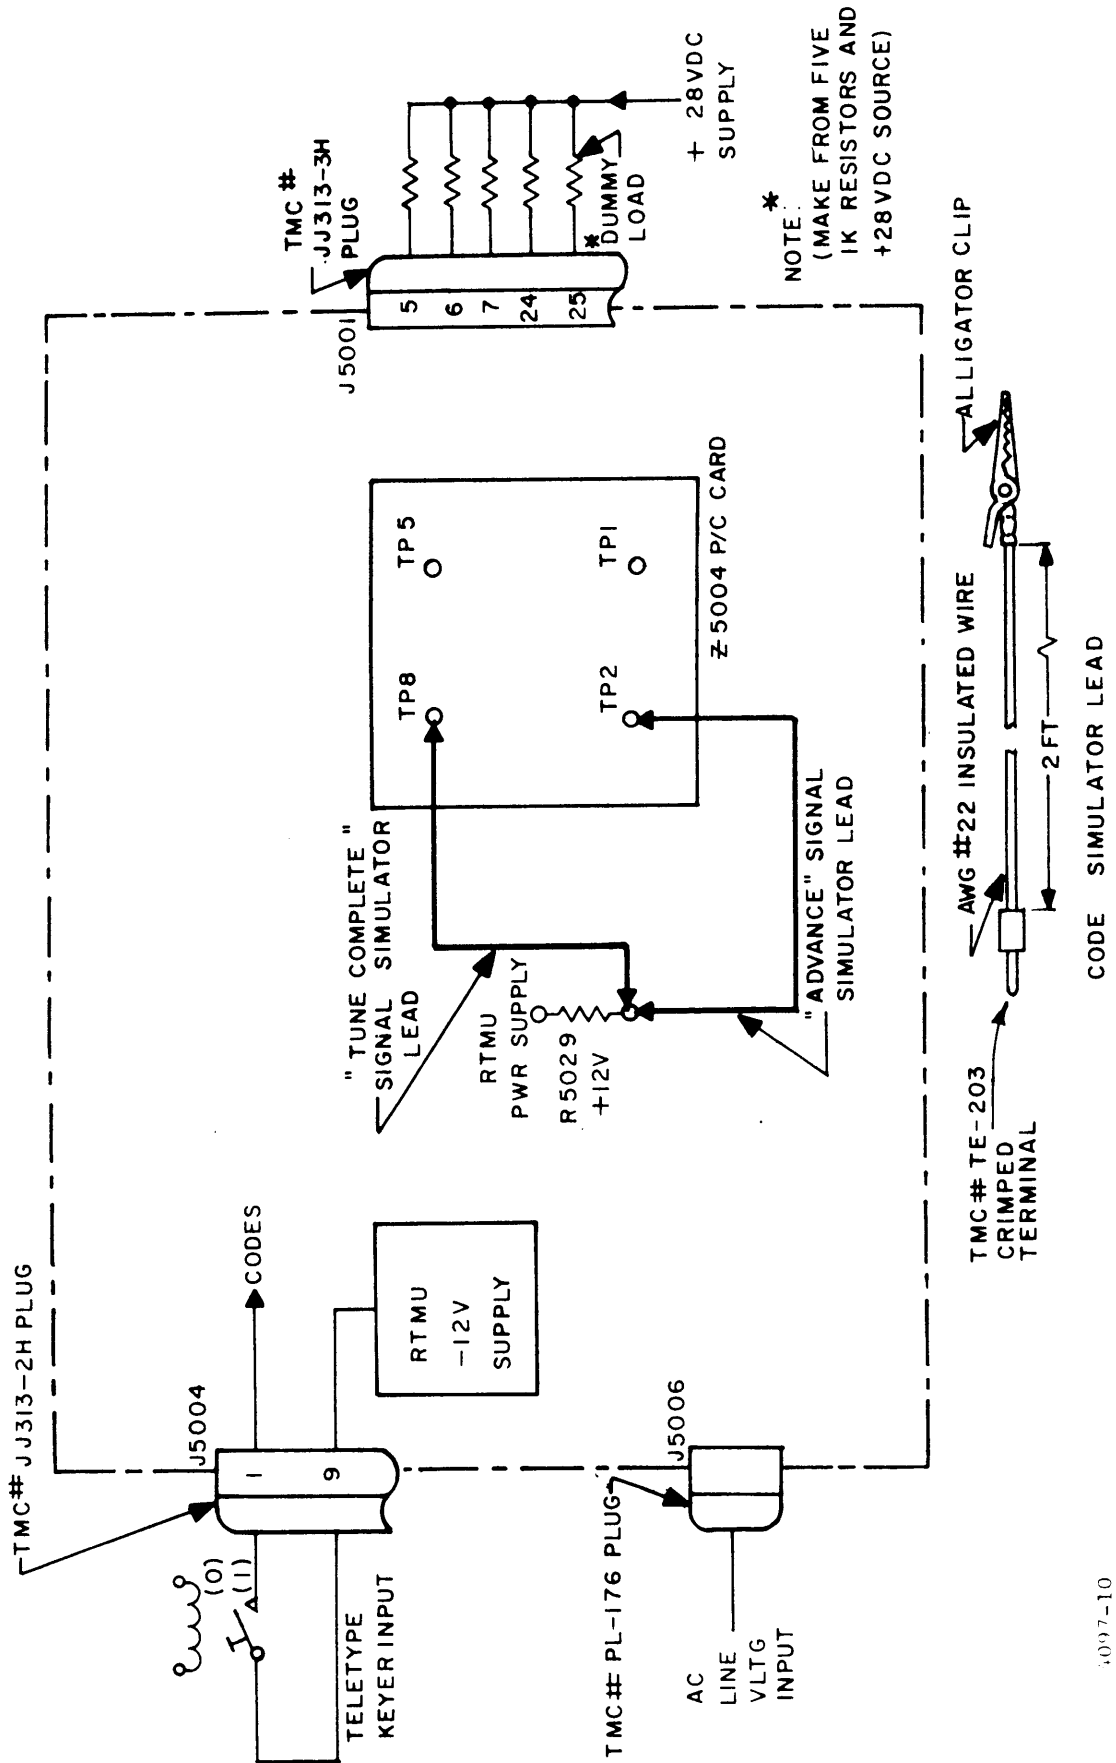 TMC# JJ313-2H PLUG
J5004
1
9
CODES
(0)
(1)
TELETYPE
KEYER INPUT
RTMU
-12V
SUPPLY
TMC# PL-176 PLUG
J5006
AC
LINE
VLTG
INPUT
"TUNE COMPLETE"
SIGNAL SIMULATOR
LEAD
RTMU
PWR SUPPLY
R5029
+12V
"ADVANCE" SIGNAL
SIMULATOR LEAD
TP8
TP5
TP2
TP1
Z5004 P/C CARD
J5001
TMC#
JJ313-3H
PLUG
5
6
7
24
25
* DUMMY
LOAD
+ 28VDC
SUPPLY
NOTE: *
(MAKE FROM FIVE
1K RESISTORS AND
+28VDC SOURCE)
TMC# TE-203
CRIMPED
TERMINAL
AWG #22 INSULATED WIRE
ALLIGATOR CLIP
2 FT
CODE SIMULATOR LEAD
097-10